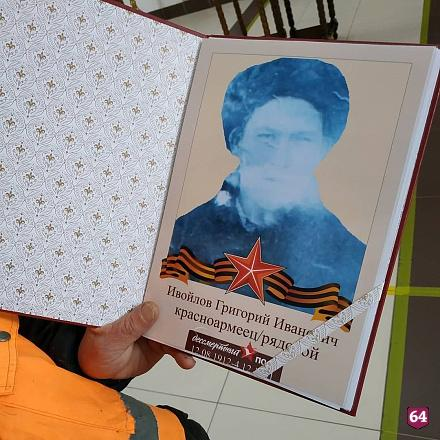 Ивойлов Григорий Иванович
красноармеец/рядовой
бессмертный
64